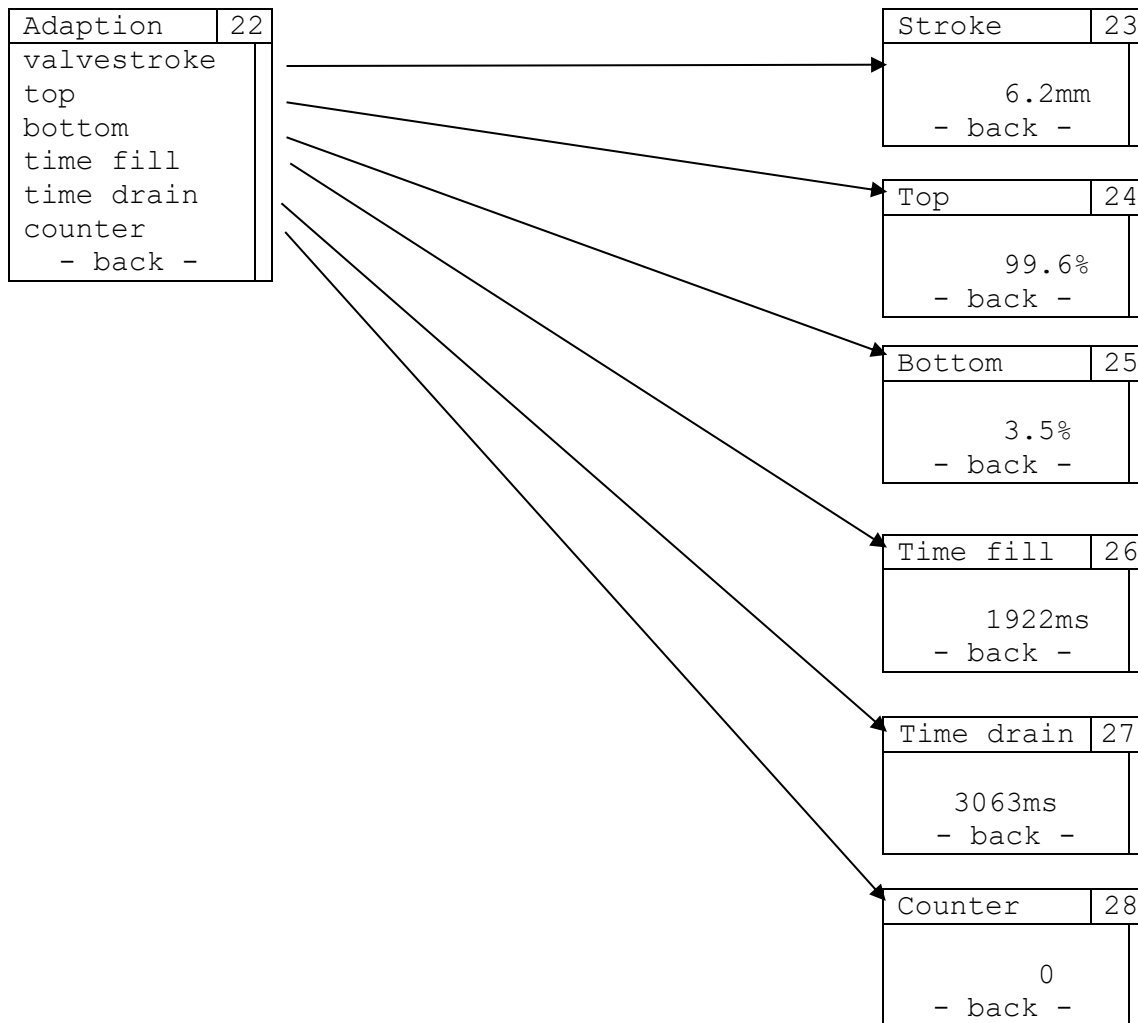 Adaption 22
valvestroke
top
bottom
time fill
time drain
counter
- back -
Stroke 23
6.2mm
- back -
Top 24
99.6%
- back -
Bottom 25
3.5%
- back -
Time fill 26
1922ms
- back -
Time drain 27
3063ms
- back -
Counter 28
0
- back -